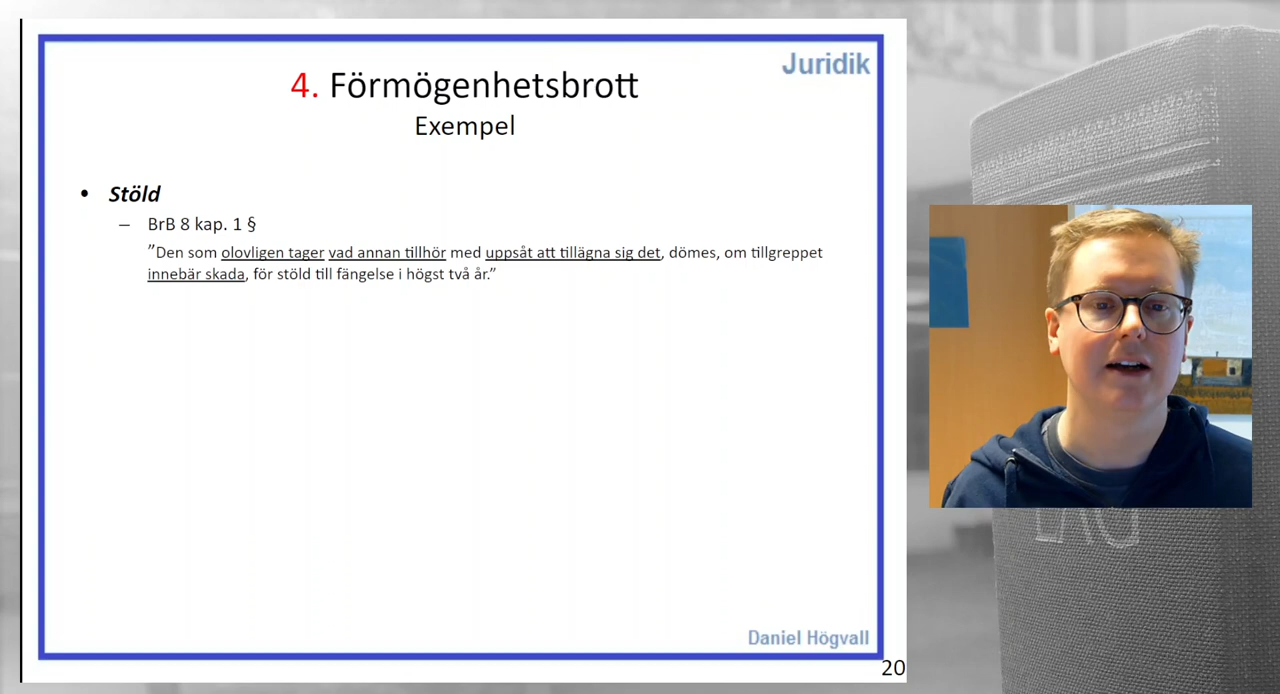 Juridik
4. Förmögenhetsbrott
Exempel
• Stöld
– BrB 8 kap. 1 §
”Den som olovligen tager vad annan tillhör med uppsåt att tillägna sig det, dömes, om tillgreppet
innebär skada, för stöld till fängelse i högst två år.”
Daniel Högvall
20
LAG